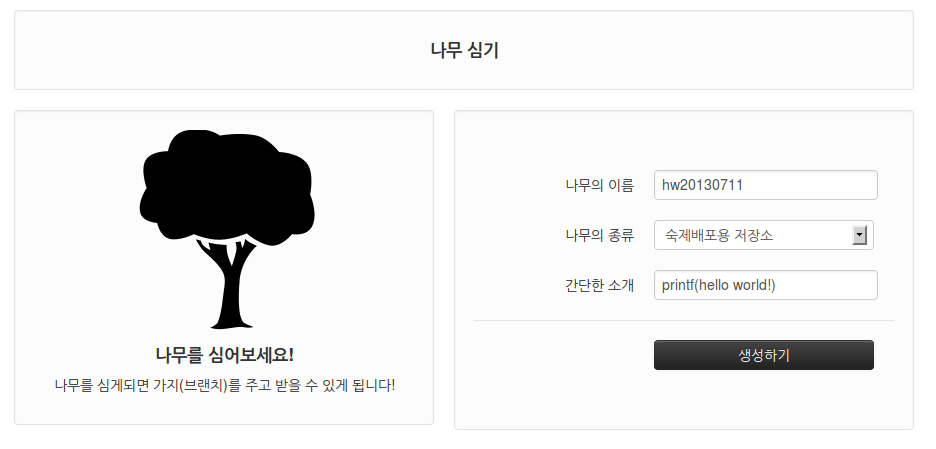 나무 심기
나무를 심어보세요!
나무를 심게되면 가지(브랜치)를 주고 받을 수 있게 됩니다!
나무의 이름 hw20130711
나무의 종류 숙제배포용 저장소
간단한 소개 printf(hello world!)
생성하기